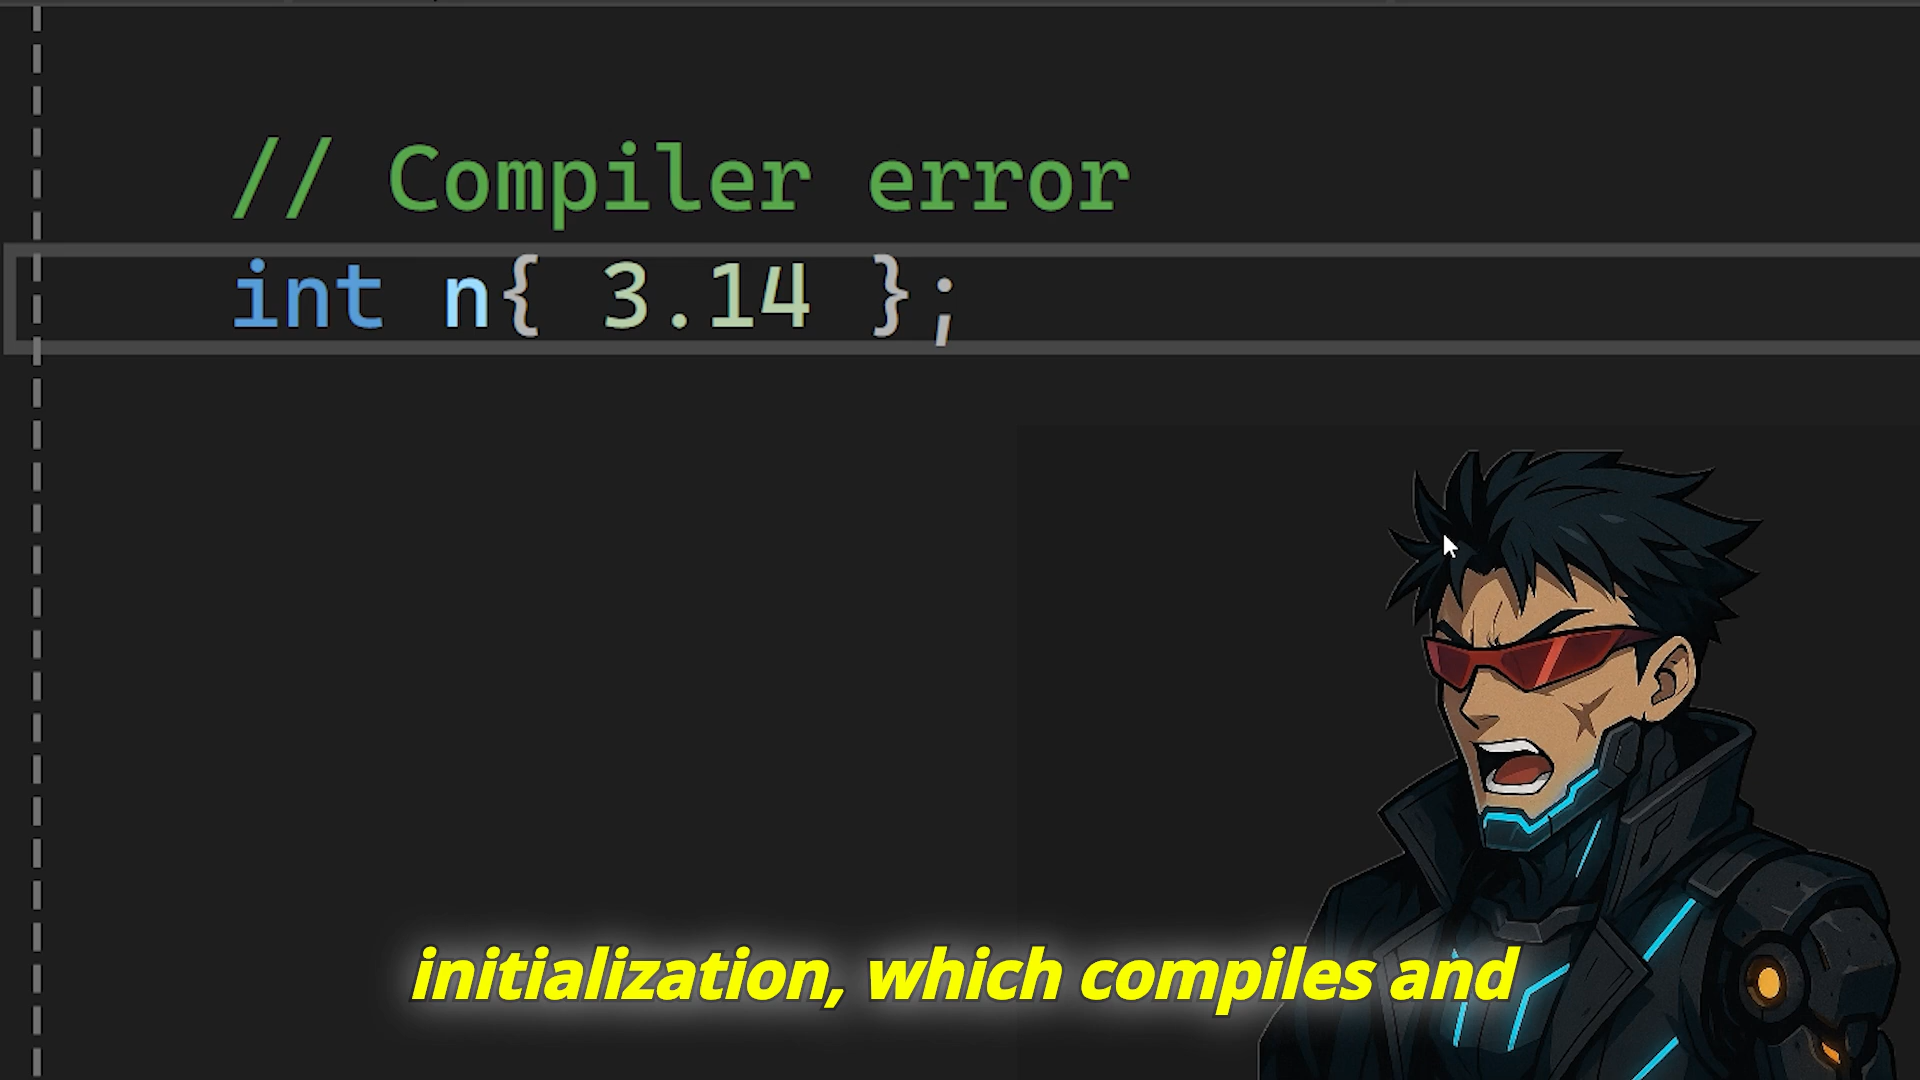 // Compiler error
int n{ 3.14 };
initialization, which compiles and